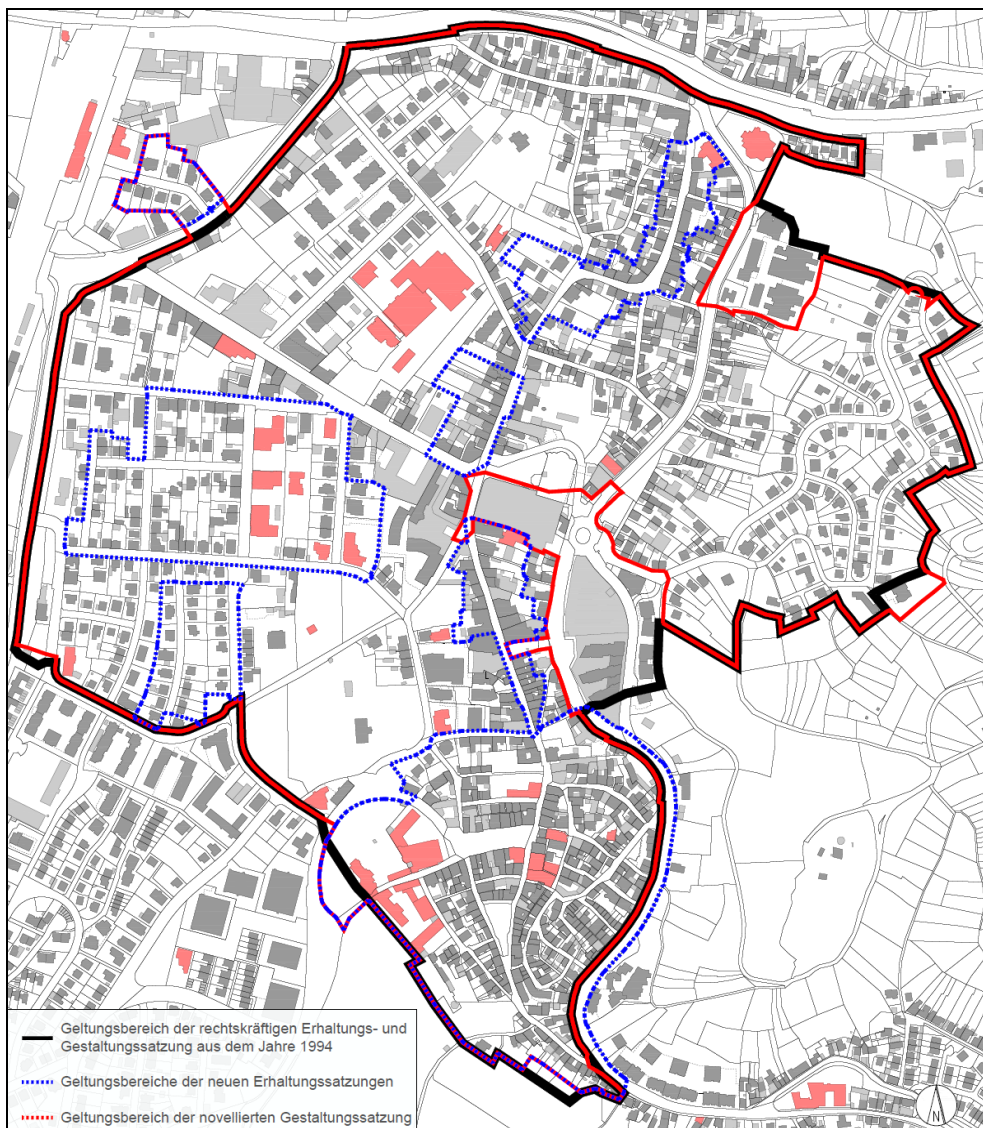 Geltungsbereich der rechtskräftigen Erhaltungs- und
Gestaltungssatzung aus dem Jahre 1994
Geltungsbereiche der neuen Erhaltungssatzungen
Geltungsbereich der novellierten Gestaltungssatzung
N